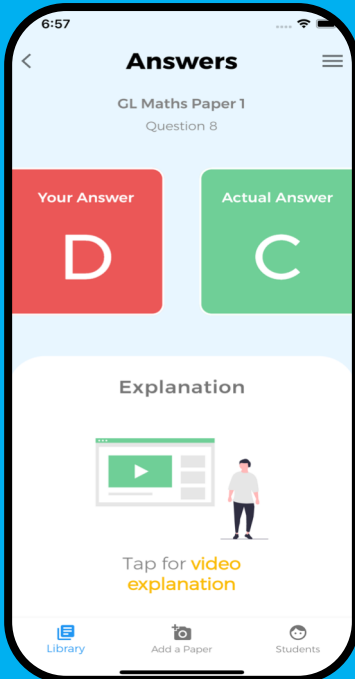 6:57
Answers
GL Maths Paper 1
Question 8
Your Answer
D
Actual Answer
C
Explanation
Tap for video
explanation
Library
Add a Paper
Students